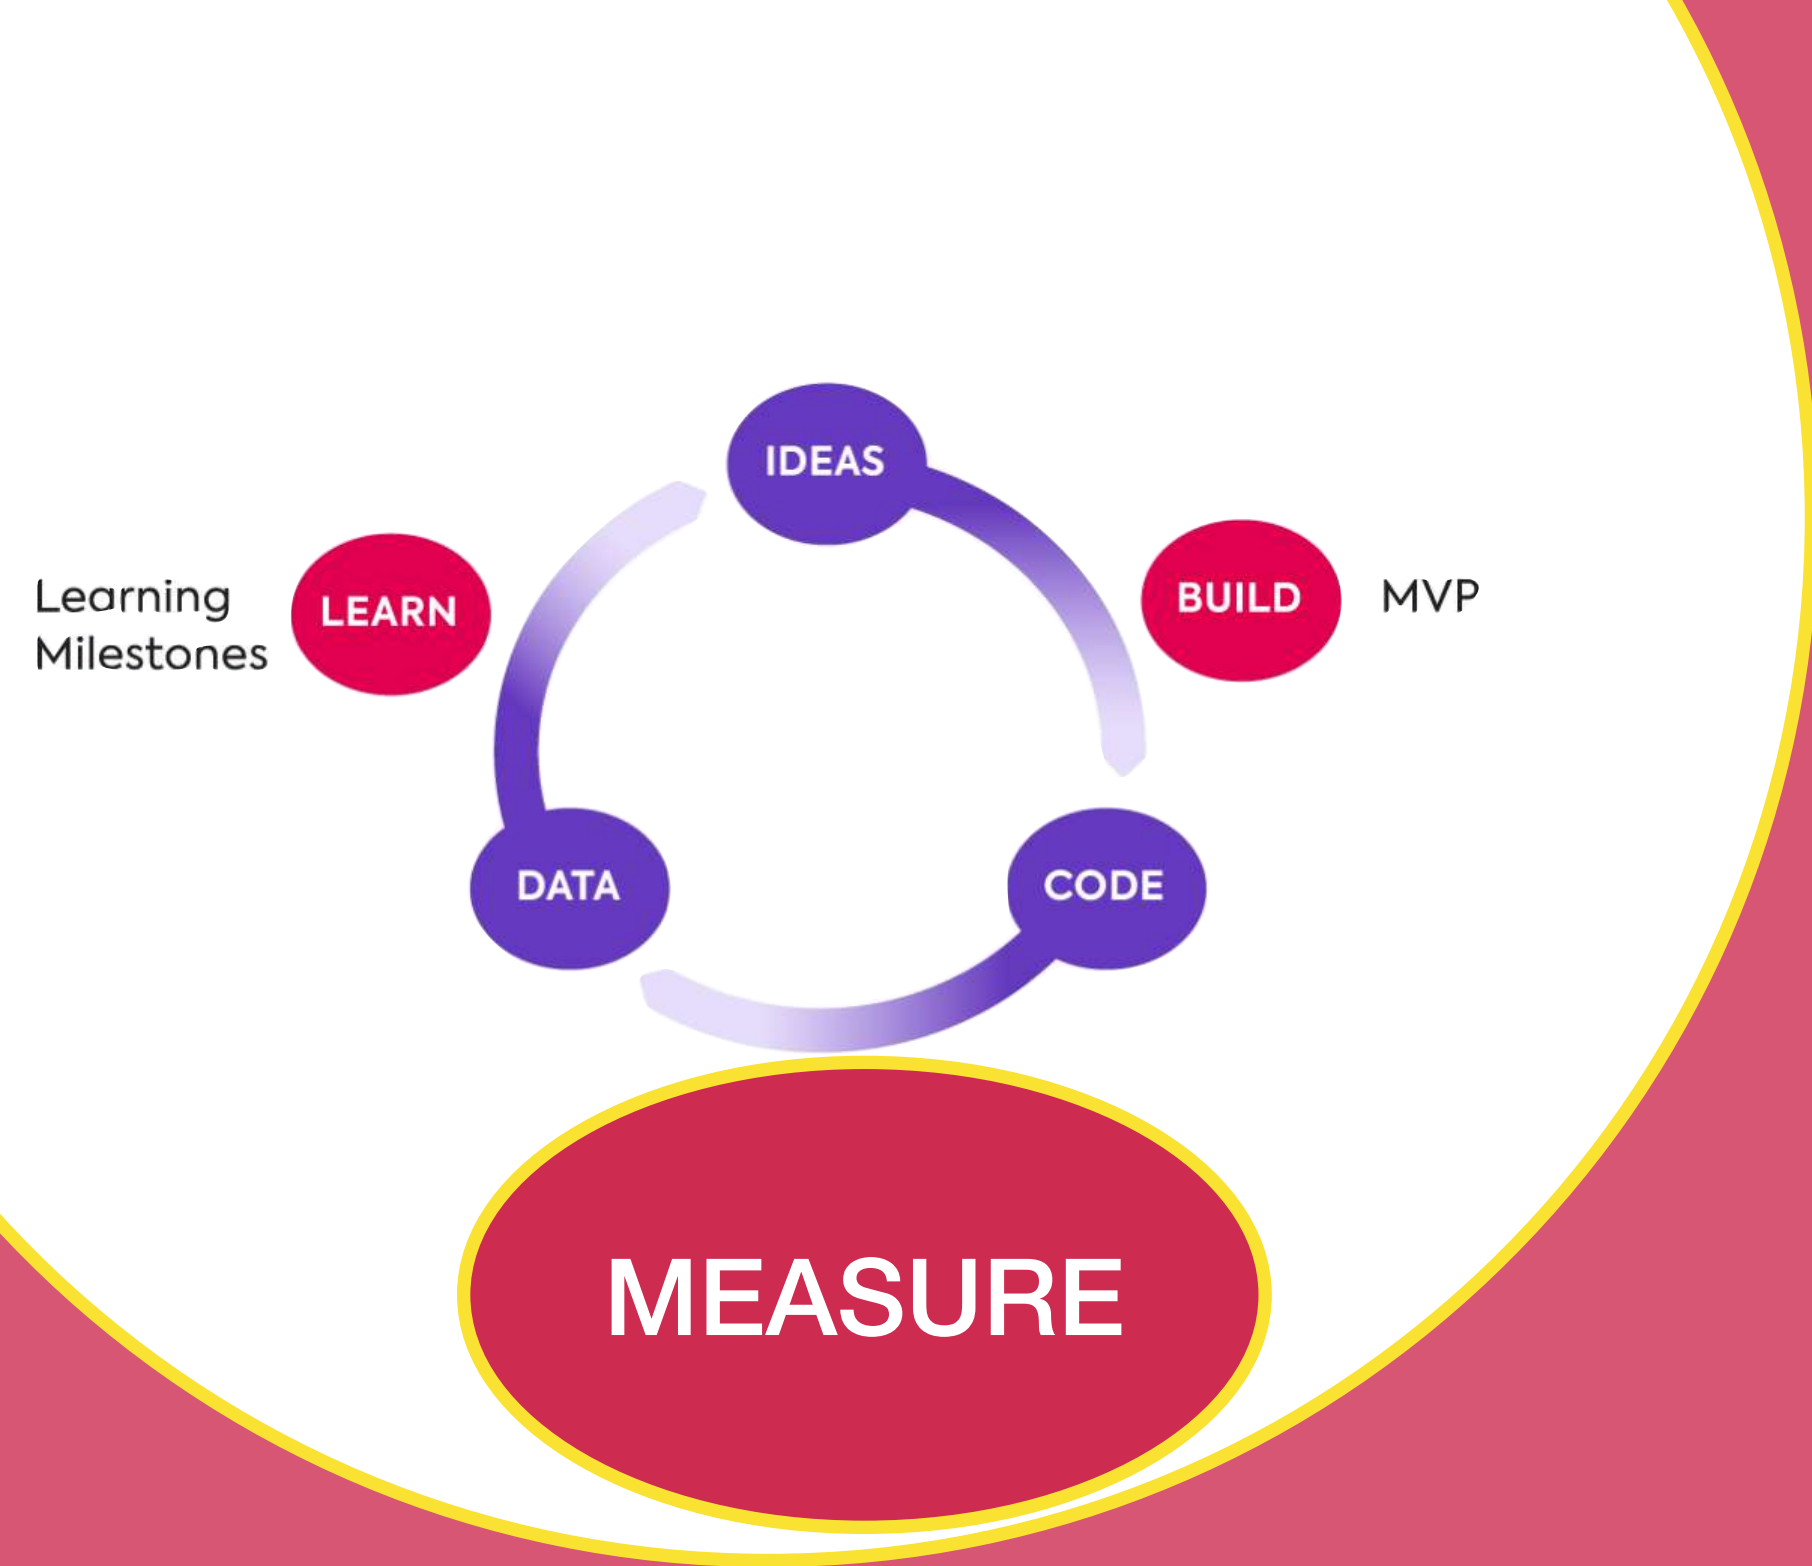 IDEAS
BUILD
MVP
Learning
Milestones
LEARN
DATA
CODE
MEASURE